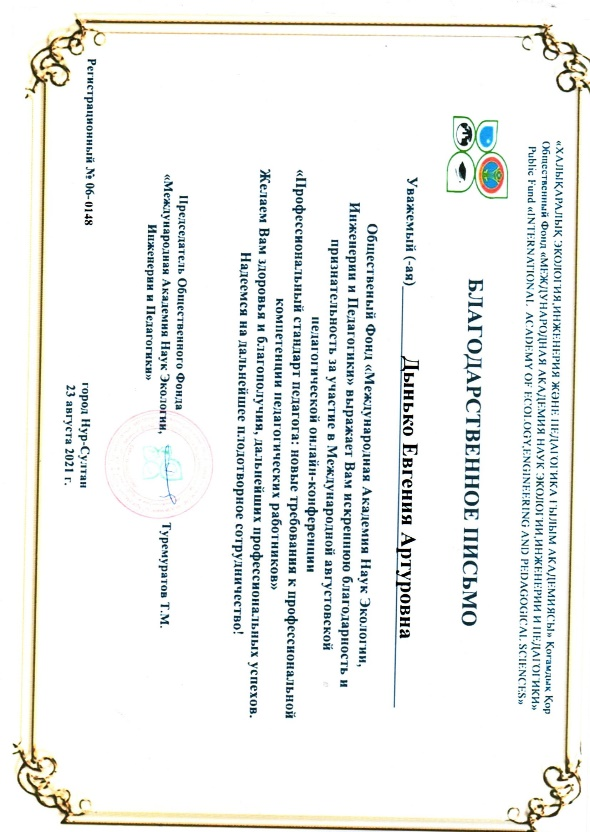 «ХАЛЫҚАРАЛЫҚ ЭКОЛОГИЯ,ИНЖЕНЕРИЯ ЖӘНЕ ПЕДАГОГИКА ҒЫЛЫМ АКАДЕМИЯСЫ» Қоғамдық Қор
Общественный Фонд «МЕЖДУНАРОДНАЯ АКАДЕМИЯ НАУК ЭКОЛОГИИ,ИНЖЕНЕРИИ И ПЕДАГОГИКИ»
Public Fund «INTERNATIONAL ACADEMY OF ECOLOGY,ENGINEERING AND PEDAGOGICAL SCIENCES»
БЛАГОДАРСТВЕННОЕ ПИСЬМО
Уважемый (-ая) Дынько Евгения Артуровна
Общественый Фонд «Международная Академия Наук Экологии,
Инженерии и Педагогики» выражает Вам искреннюю благодарность и
признательность за участие в Международной августовской
педагогической онлайн-конференции
«Профессиональный стандарт педагога: новые требования к профессиональной
компетенции педагогических работников»
Желаем Вам здоровья и благополучия, дальнейших профессиональных успехов.
Надеемся на дальнейшее плодотворное сотрудничество!
Председатель Общественного Фонда
«Международная Академия Наук Экологии,
Инженерии и Педагогики» Туремуратов Т.М.
город Нур-Султан
23 августа 2021 г.
Регистрационный № 06-0148